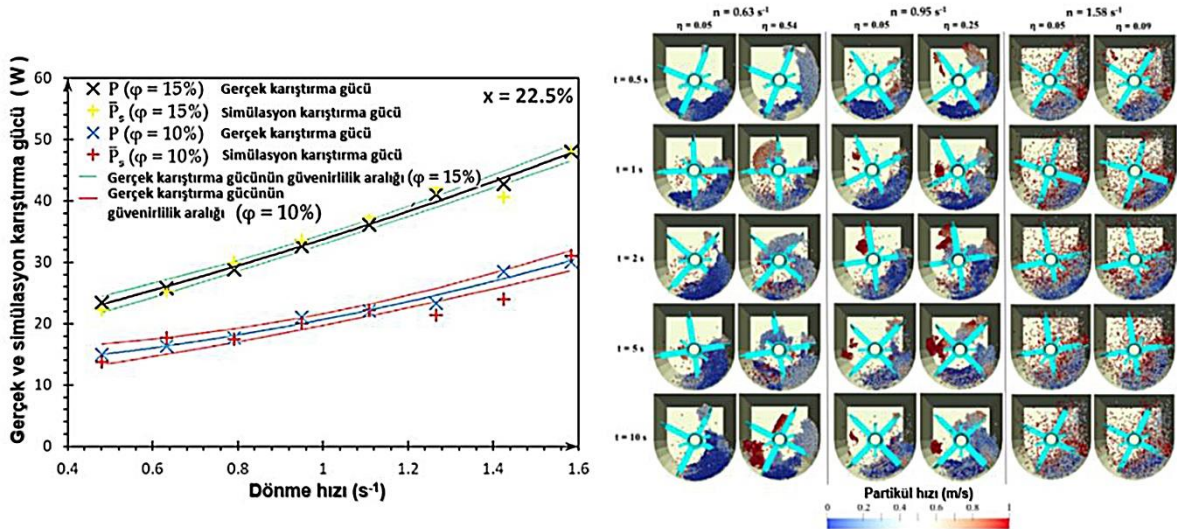 Gerçek ve simülasyon karıştırma gücü (W)
60
50
40
30
20
10
0
0.4
0.6
0.8
1
1.2
1.4
1.6
Dönme hızı (s⁻¹)
P (φ = 15%) Gerçek karıştırma gücü
P̅s (φ = 15%) Simülasyon karıştırma gücü
P (φ = 10%) Gerçek karıştırma gücü
P̅s (φ = 10%) Simülasyon karıştırma gücü
Gerçek karıştırma gücünün güvenirlilik aralığı (φ = 15%)
Gerçek karıştırma gücünün
güvenirlilik aralığı (φ = 10%)
x = 22.5%
n = 0.63 s⁻¹ n = 0.95 s⁻¹ n = 1.58 s⁻¹
η = 0.05 η = 0.54 η = 0.05 η = 0.25 η = 0.05 η = 0.09
t = 0.5 s
t = 1 s
t = 2 s
t = 5 s
t = 10 s
Partikül hızı (m/s)
0 0.2 0.4 0.6 0.8 1